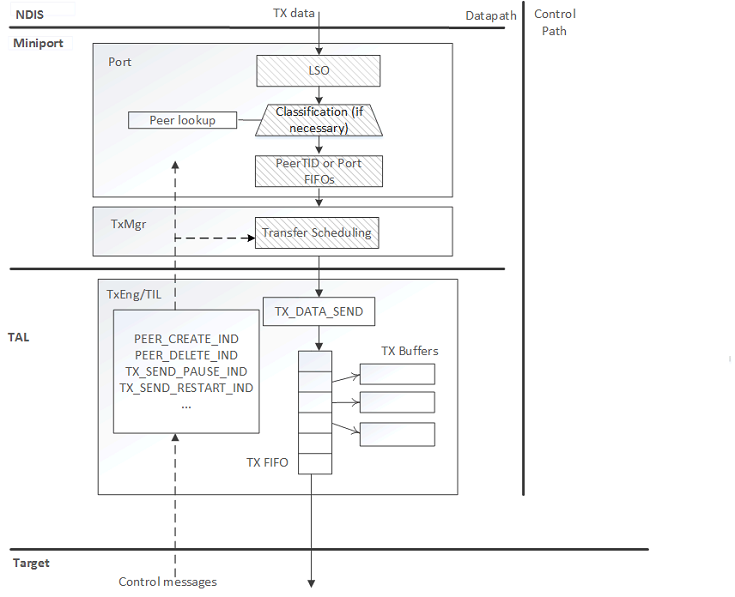 NDIS
TX data
Datapath
Control
Path
Miniport
Port
LSO
Classification (if
necessary)
Peer lookup
PeerTID or Port
FIFOs
TxMgr
Transfer Scheduling
TxEng/TIL
TX_DATA_SEND
TAL
PEER_CREATE_IND
PEER_DELETE_IND
TX_SEND_PAUSE_IND
TX_SEND_RESTART_IND
...
TX Buffers
TX FIFO
Target
Control messages